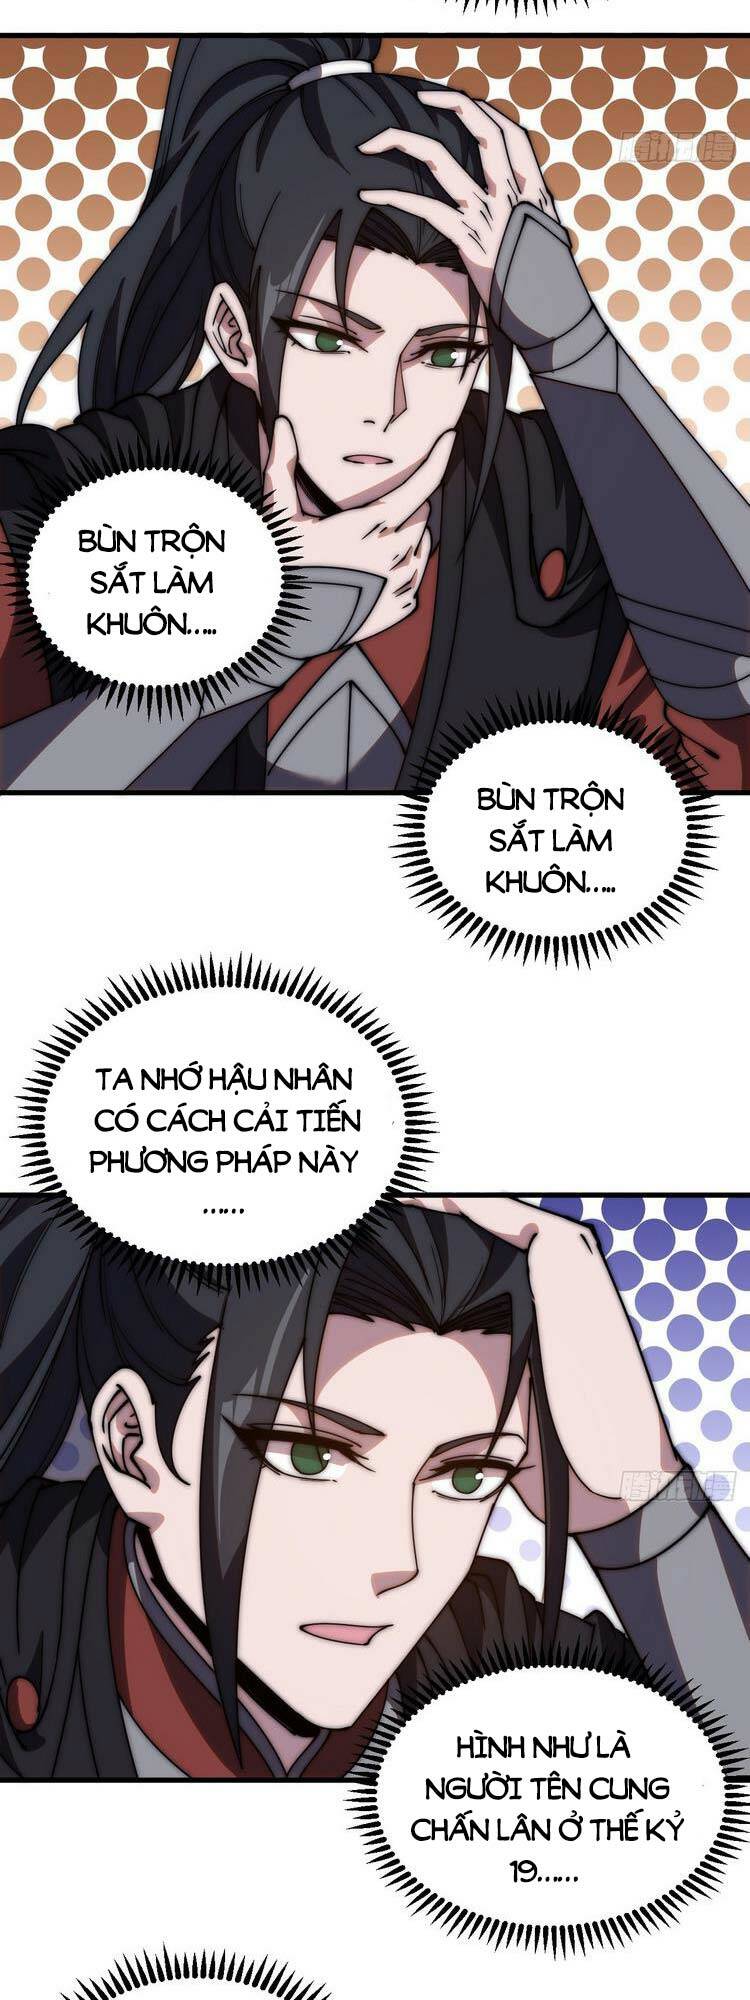 BÙN TRỘN
SẮT LÀM
KHUÔN.....
BÙN TRỘN
SẮT LÀM
KHUÔN.....
TA NHỚ HẬU NHÂN
CÓ CÁCH CẢI TIẾN
PHƯƠNG PHÁP NÀY
......
HÌNH NHƯ LÀ
NGƯỜI TÊN CUNG
CHẤN LÂN Ở THẾ KỶ
19......